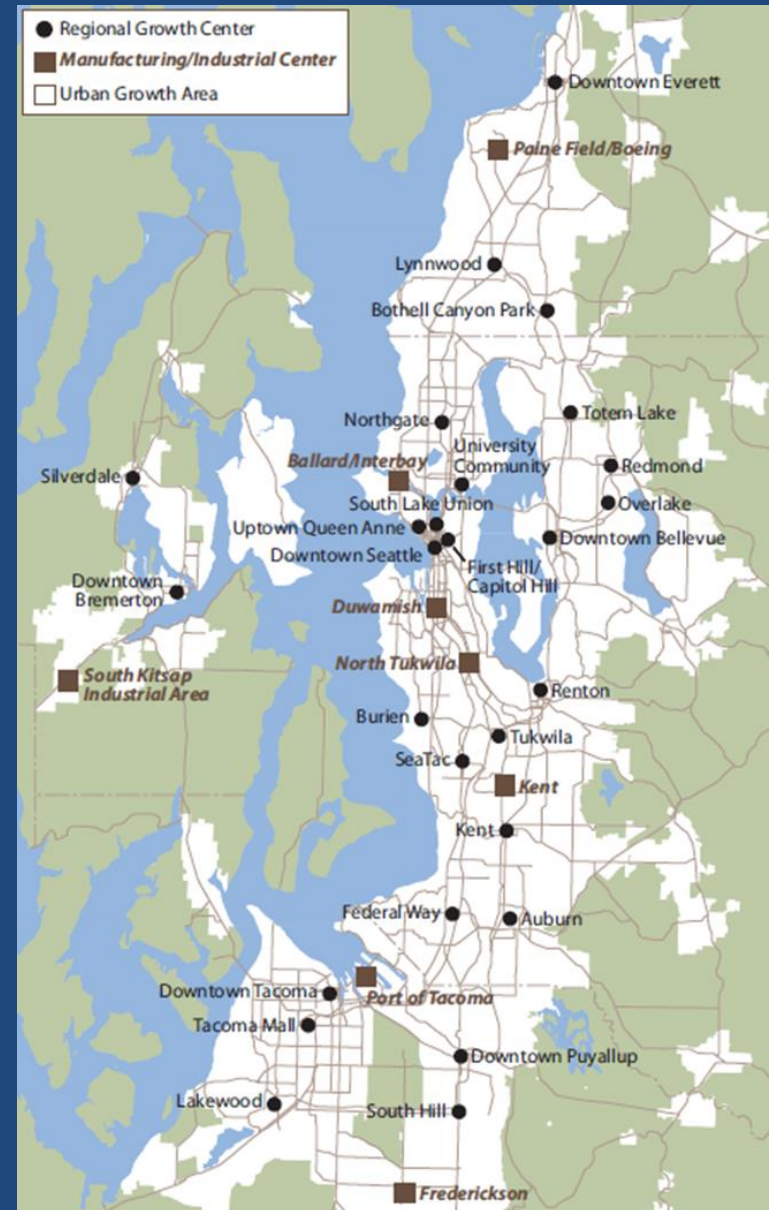 Regional Growth Center
Manufacturing/Industrial Center
Urban Growth Area
Downtown Everett
Paine Field/Boeing
Lynnwood
Bothell Canyon Park
Totem Lake
Northgate
University
Community
Ballard/Interbay
Redmond
Silverdale
South Lake Union
Overlake
Uptown Queen Anne
Downtown Bellevue
Downtown Seattle
First Hill/
Capitol Hill
Downtown
Bremerton
Duwamish
North Tukwila
South Kitsap
Industrial Area
Renton
Burien
Tukwila
SeaTac
Kent
Kent
Federal Way
Auburn
Downtown Tacoma
Port of Tacoma
Tacoma Mall
Downtown Puyallup
Lakewood
South Hill
Frederickson